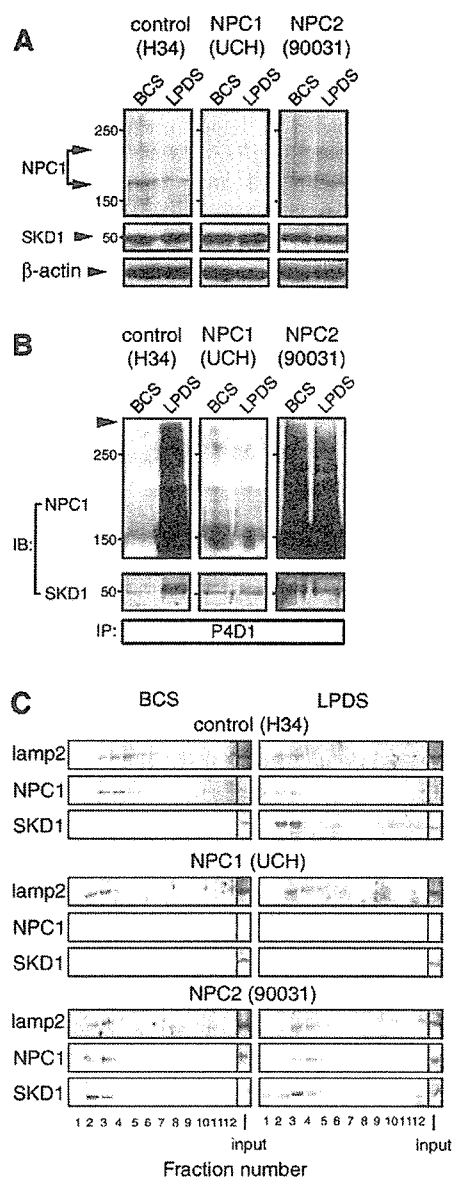 A
control NPC1 NPC2
(H34) (UCH) (90031)
BCS LPDS BCS LPDS BCS LPDS
250
NPC1
150
SKD1 50
β-actin
B
control NPC1 NPC2
(H34) (UCH) (90031)
BCS LPDS BCS LPDS BCS LPDS
250
NPC1
150
IB:
SKD1 50
IP: P4D1
C
BCS LPDS
control (H34)
lamp2
NPC1
SKD1
NPC1 (UCH)
lamp2
NPC1
SKD1
NPC2 (90031)
lamp2
NPC1
SKD1
1 2 3 4 5 6 7 8 9 10 11 12 1 2 3 4 5 6 7 8 9 10 11 12
input input
Fraction number